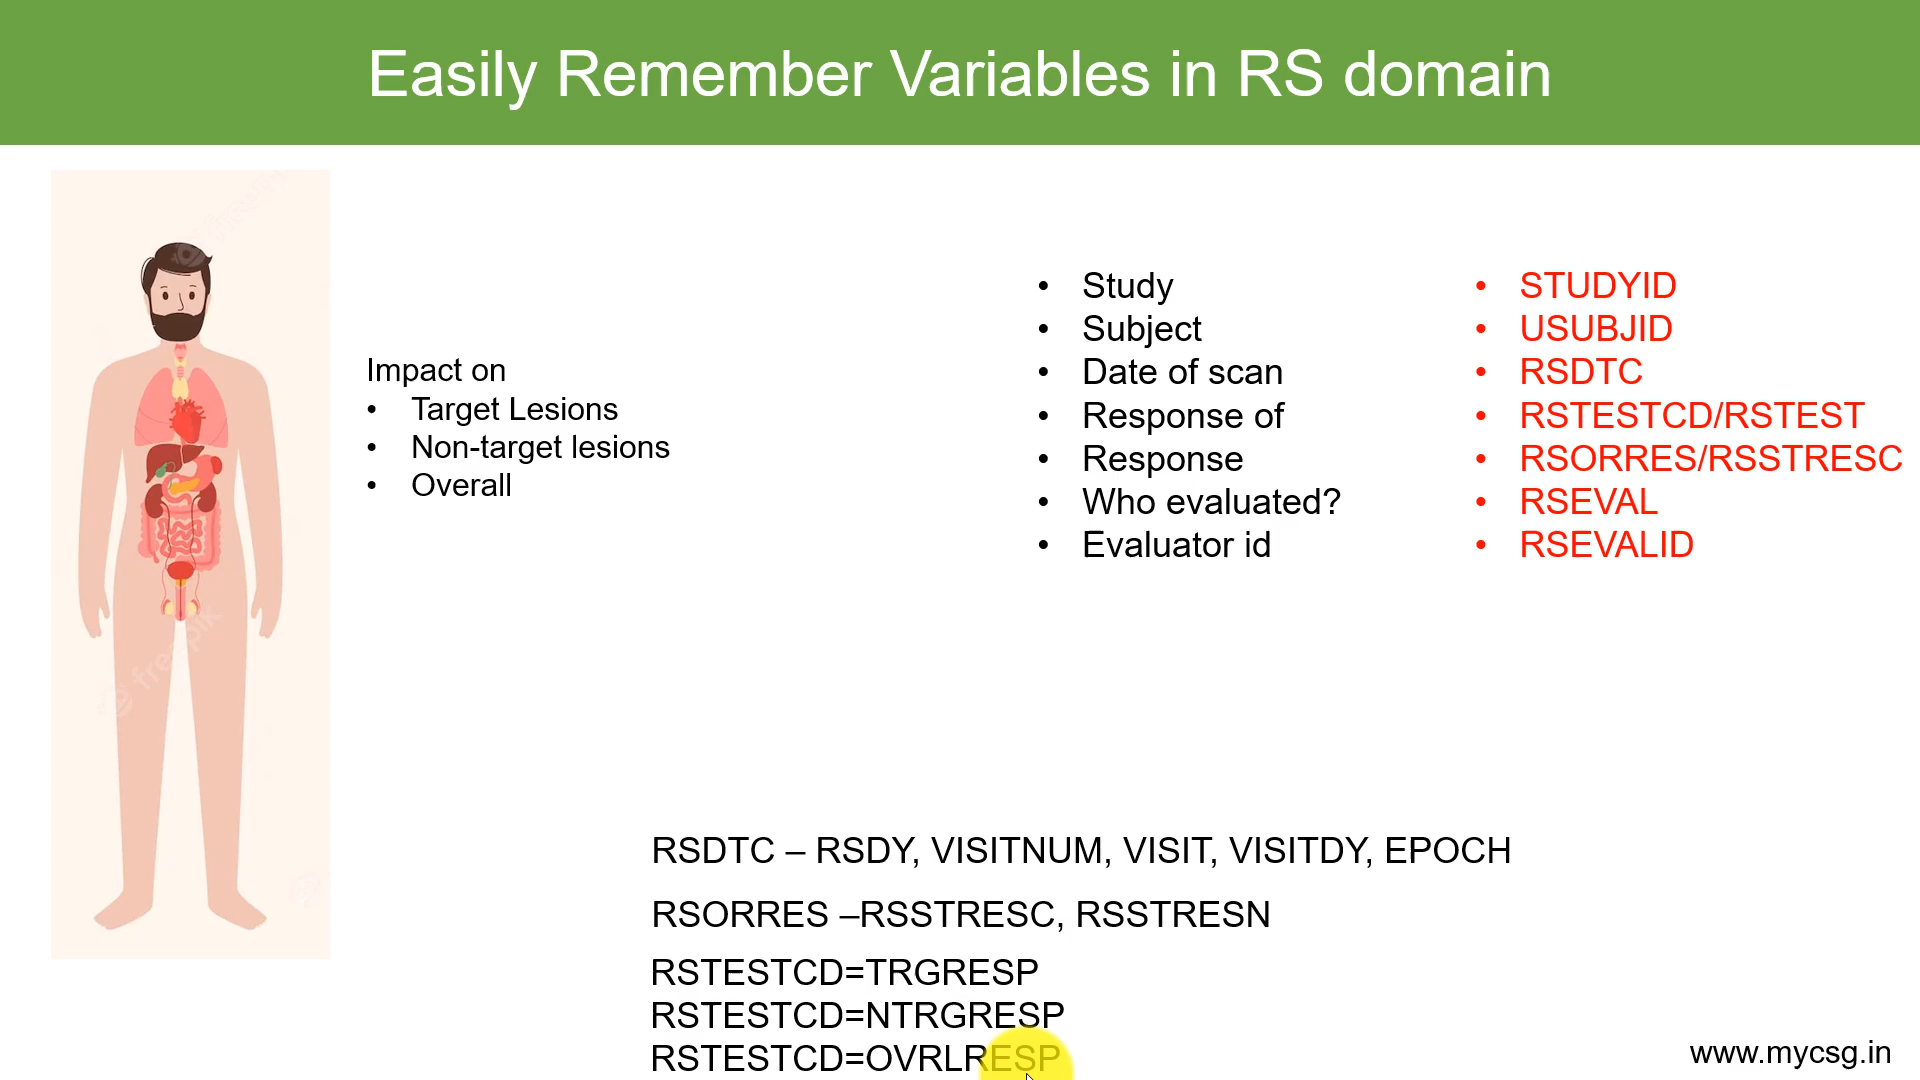 Easily Remember Variables in RS domain
Impact on
• Target Lesions
• Non-target lesions
• Overall
• Study
• Subject
• Date of scan
• Response of
• Response
• Who evaluated?
• Evaluator id
• STUDYID
• USUBJID
• RSDTC
• RSTESTCD/RSTEST
• RSORRES/RSSTRESC
• RSEVAL
• RSEVALID
freepik
RSDTC – RSDY, VISITNUM, VISIT, VISITDY, EPOCH
RSORRES –RSSTRESC, RSSTRESN
RSTESTCD=TRGRESP
RSTESTCD=NTRGRESP
RSTESTCD=OVRLRESP
www.mycsg.in